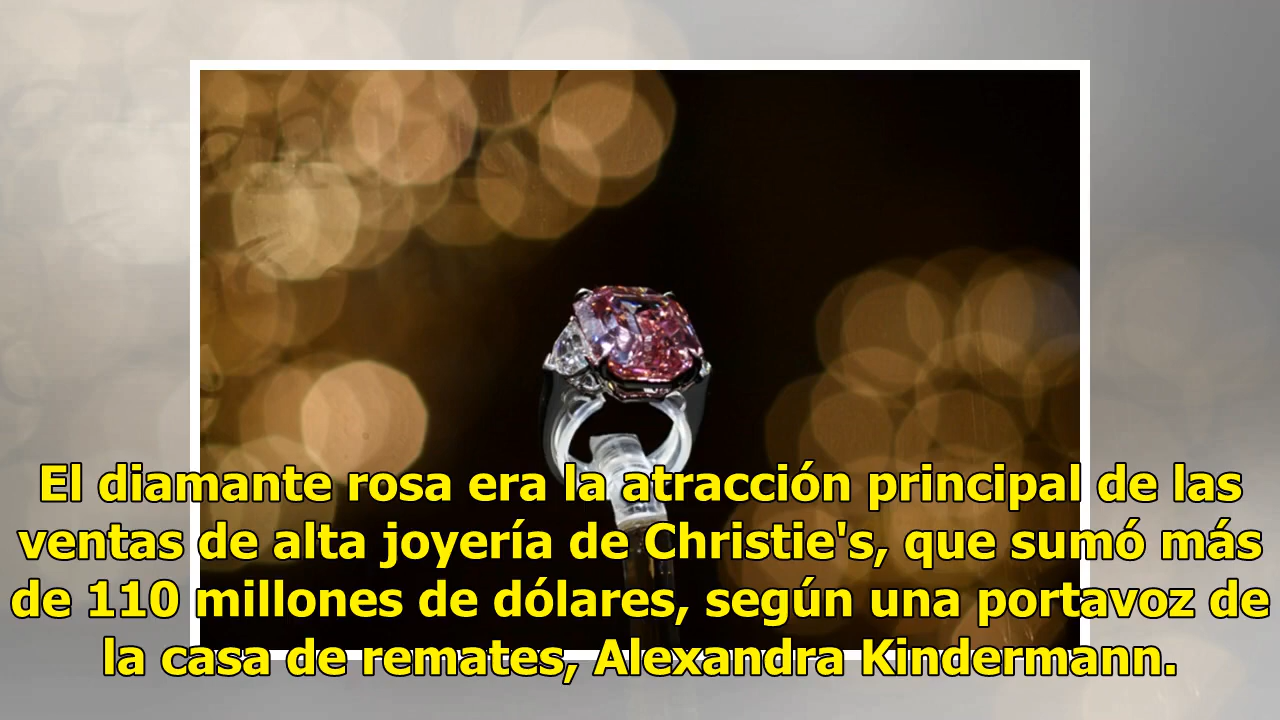 El diamante rosa era la atracción principal de las
ventas de alta joyería de Christie's, que sumó más
de 110 millones de dólares, según una portavoz de
la casa de remates, Alexandra Kindermann.